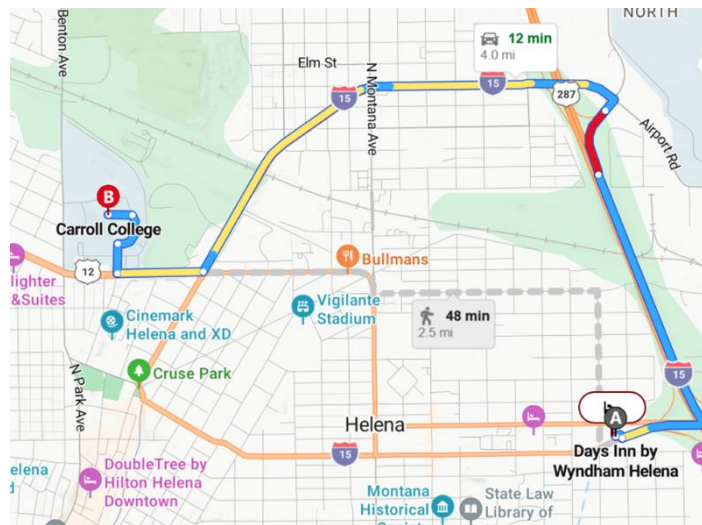 NORTH
Benton Ave
Elm St
N Montana Ave
12 min
4.0 mi
15
15
287
Airport Rd
B
Carroll College
12
Bullmans
lighter
&Suites
Cinemark
Helena and XD
Vigilante
Stadium
48 min
2.5 mi
Cruse Park
N Park Ave
15
Helena
A
Days Inn by
Wyndham Helena
15
elena
d
DoubleTree by
Hilton Helena
Downtown
Montana
Historical
State Law
Library of